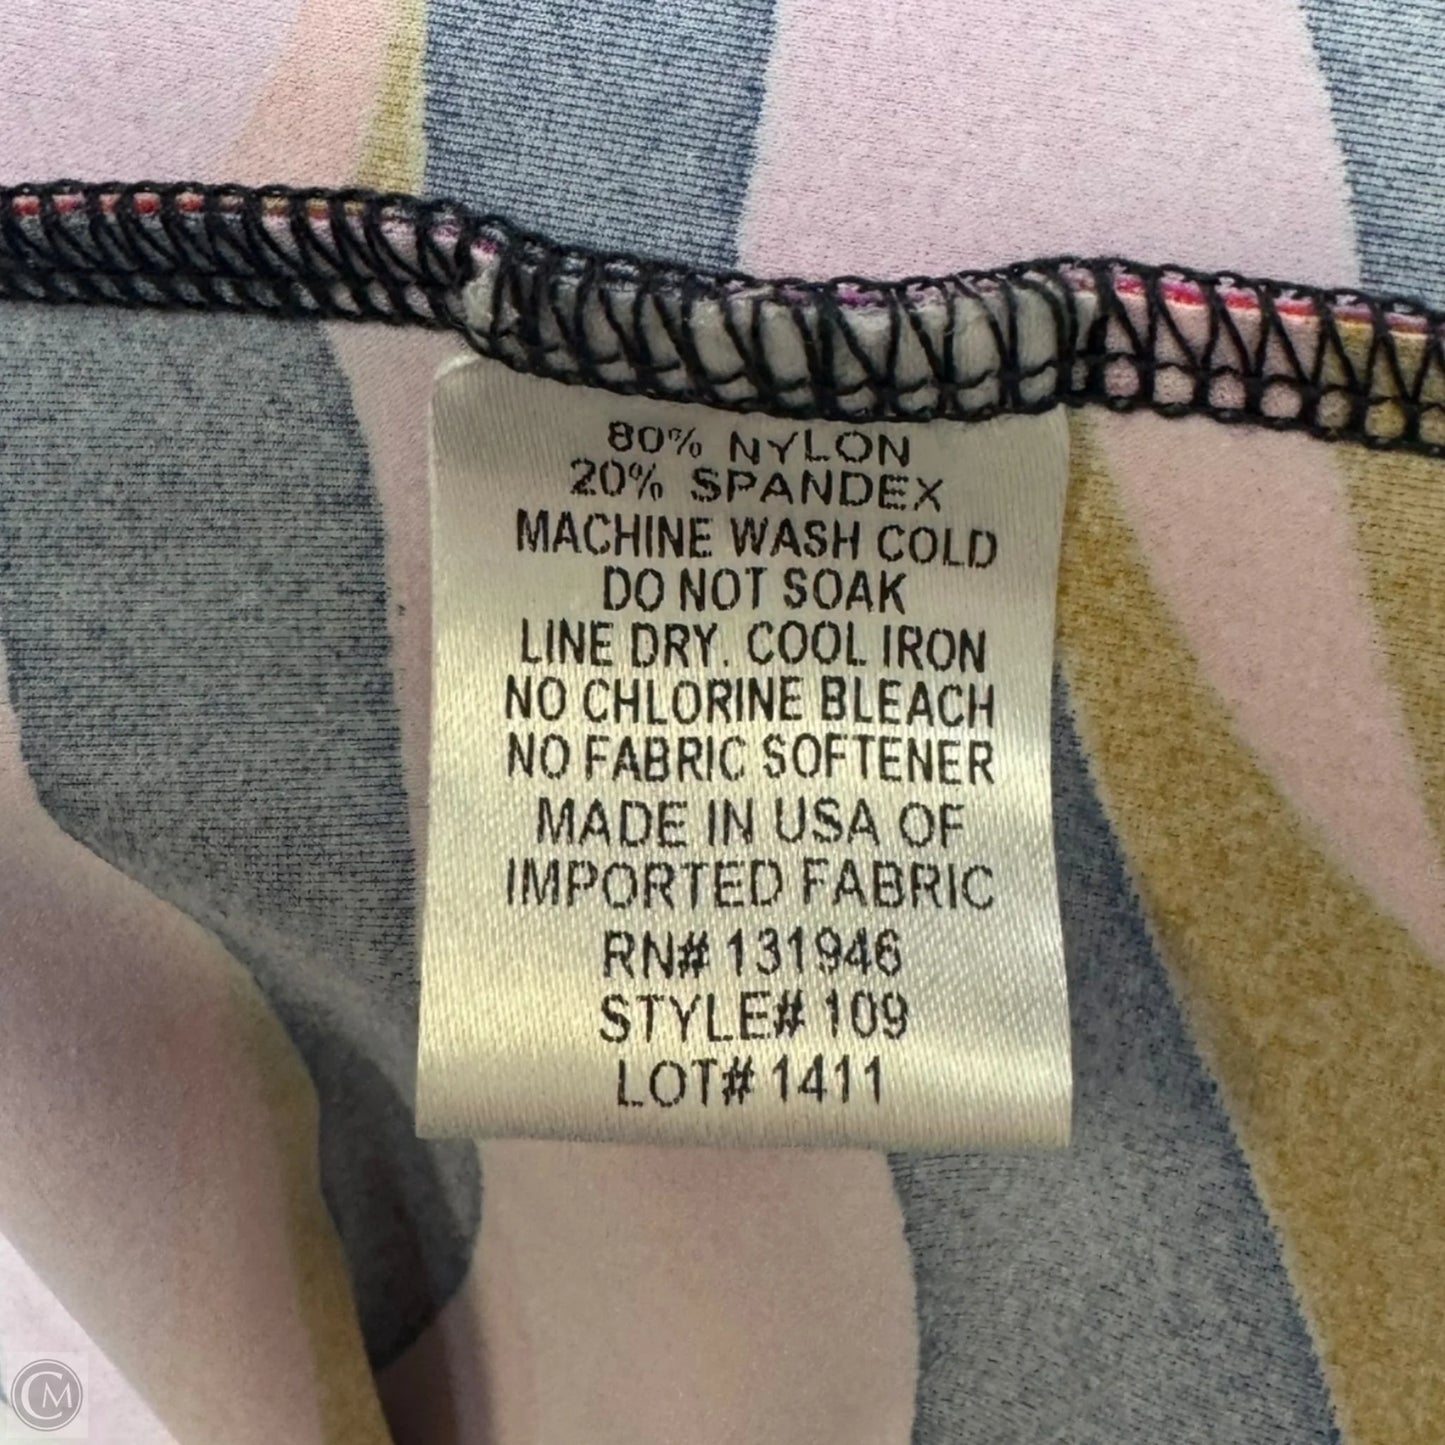 80% NYLON
20% SPANDEX
MACHINE WASH COLD
DO NOT SOAK
LINE DRY. COOL IRON
NO CHLORINE BLEACH
NO FABRIC SOFTENER
MADE IN USA OF
IMPORTED FABRIC
RN# 131946
STYLE# 109
LOT# 1411
CM